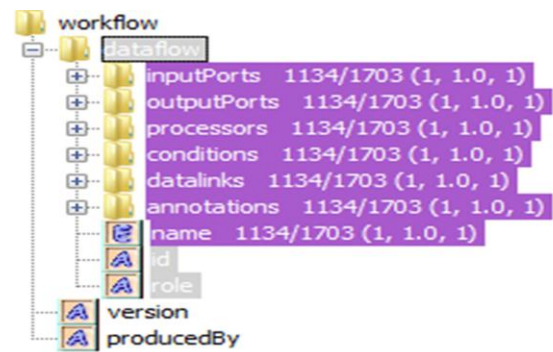 workflow
dataflow
inputPorts 1134/1703 (1, 1.0, 1)
outputPorts 1134/1703 (1, 1.0, 1)
processors 1134/1703 (1, 1.0, 1)
conditions 1134/1703 (1, 1.0, 1)
datalinks 1134/1703 (1, 1.0, 1)
annotations 1134/1703 (1, 1.0, 1)
name 1134/1703 (1, 1.0, 1)
id
role
version
producedBy